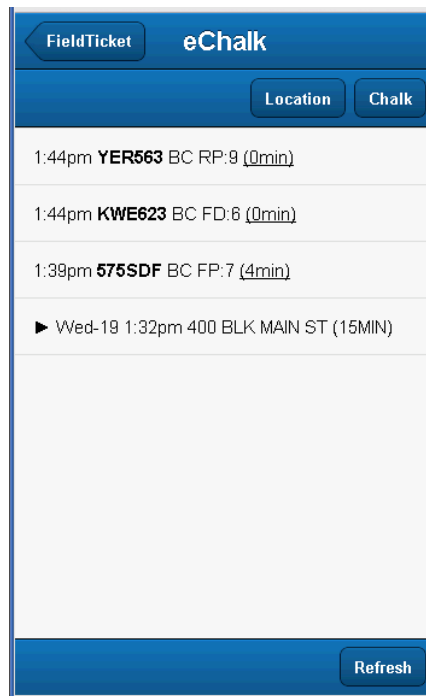 FieldTicket eChalk
Location Chalk
1:44pm YER563 BC RP:9 (0min)
1:44pm KWE623 BC FD:6 (0min)
1:39pm 575SDF BC FP:7 (4min)
► Wed-19 1:32pm 400 BLK MAIN ST (15MIN)
Refresh